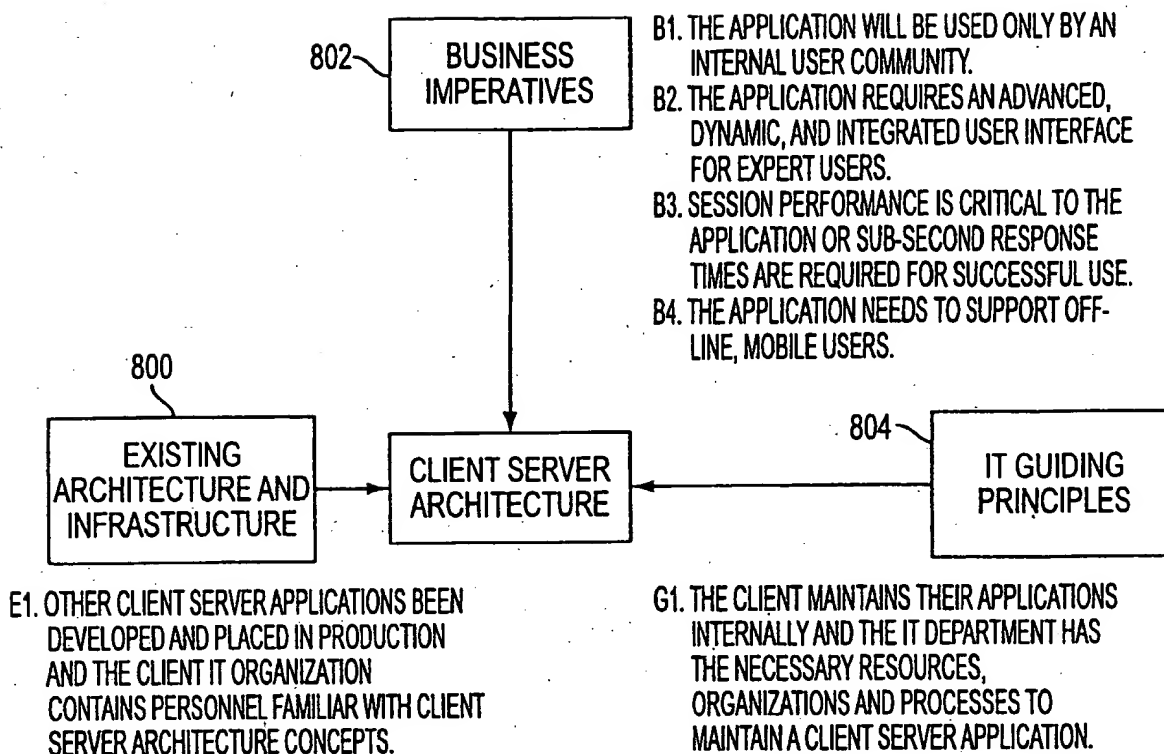 802
BUSINESS
IMPERATIVES
B1. THE APPLICATION WILL BE USED ONLY BY AN
INTERNAL USER COMMUNITY.
B2. THE APPLICATION REQUIRES AN ADVANCED,
DYNAMIC, AND INTEGRATED USER INTERFACE
FOR EXPERT USERS.
B3. SESSION PERFORMANCE IS CRITICAL TO THE
APPLICATION OR SUB-SECOND RESPONSE
TIMES ARE REQUIRED FOR SUCCESSFUL USE.
B4. THE APPLICATION NEEDS TO SUPPORT OFF-
LINE, MOBILE USERS.
800
EXISTING
ARCHITECTURE AND
INFRASTRUCTURE
CLIENT SERVER
ARCHITECTURE
804
IT GUIDING
PRINCIPLES
E1. OTHER CLIENT SERVER APPLICATIONS BEEN
DEVELOPED AND PLACED IN PRODUCTION
AND THE CLIENT IT ORGANIZATION
CONTAINS PERSONNEL FAMILIAR WITH CLIENT
SERVER ARCHITECTURE CONCEPTS.
G1. THE CLIENT MAINTAINS THEIR APPLICATIONS
INTERNALLY AND THE IT DEPARTMENT HAS
THE NECESSARY RESOURCES,
ORGANIZATIONS AND PROCESSES TO
MAINTAIN A CLIENT SERVER APPLICATION.